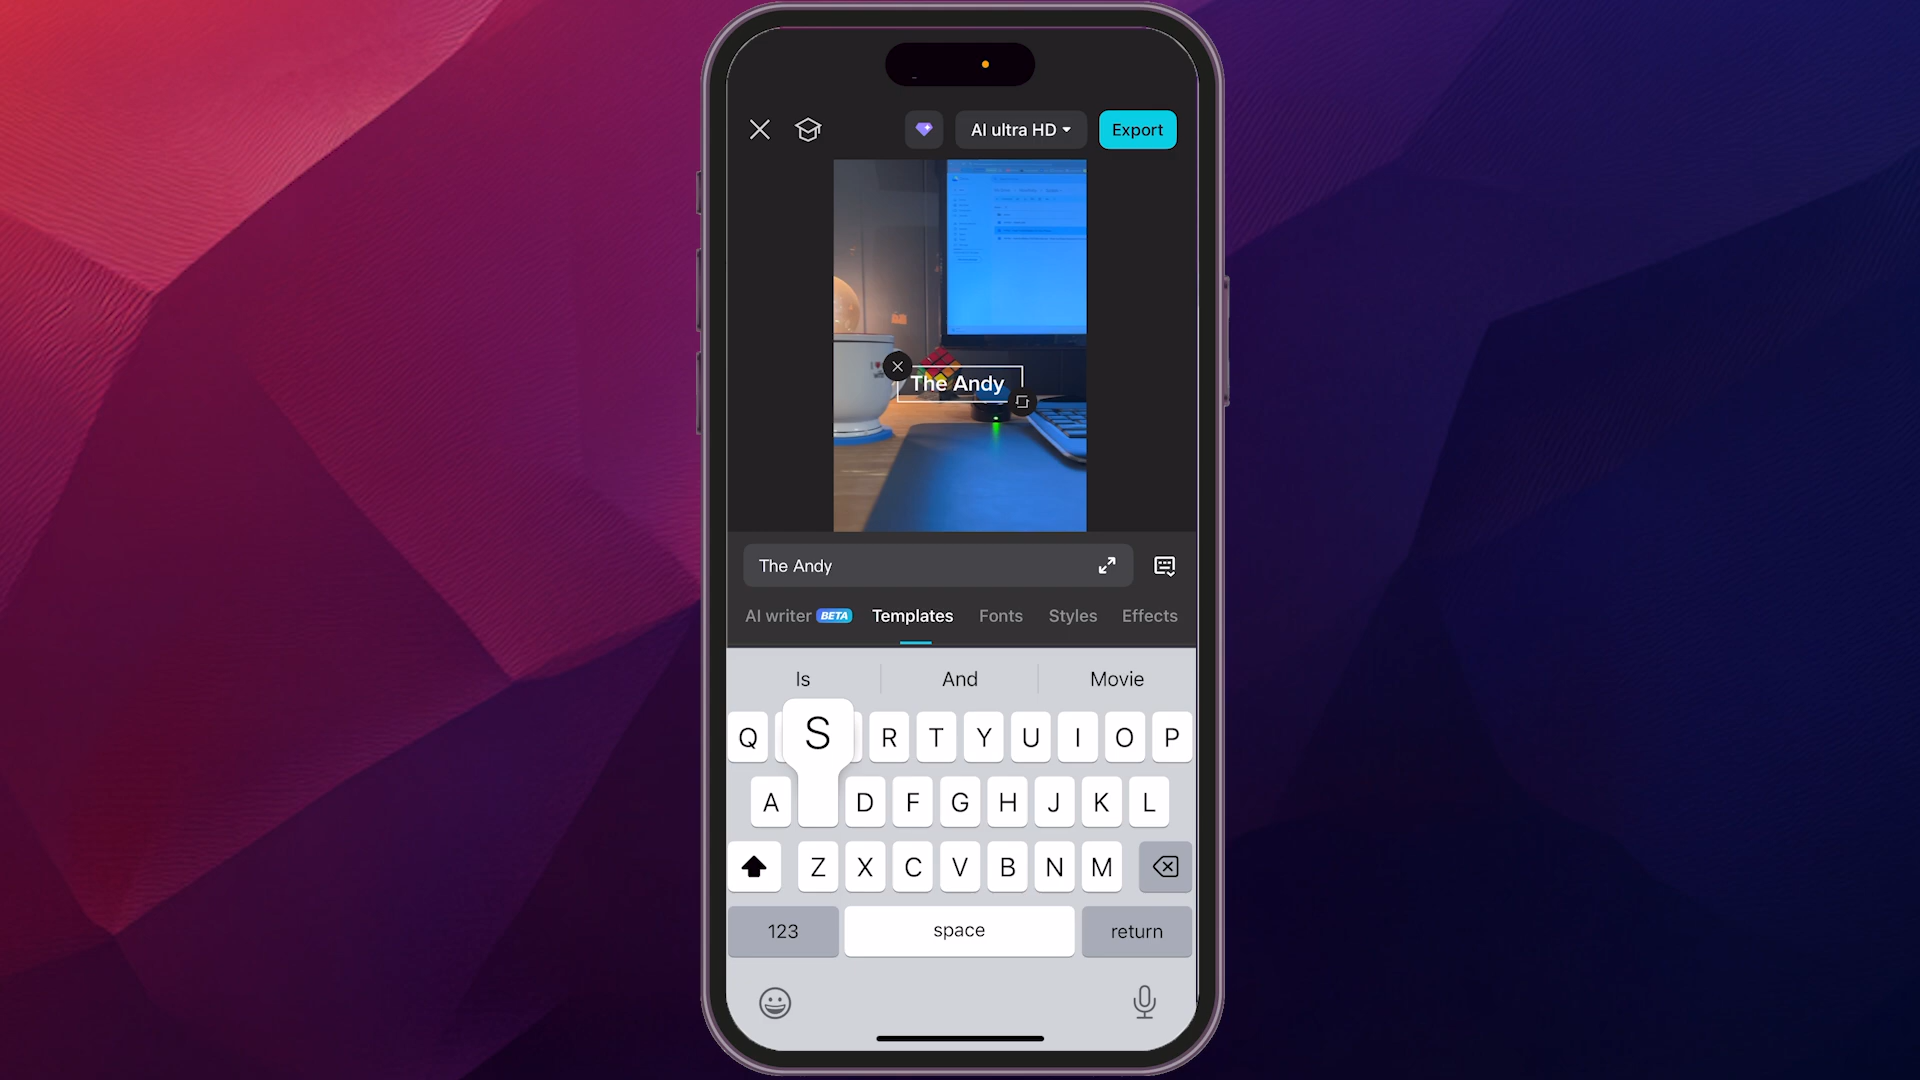 AI ultra HD
Export
The Andy
The Andy
AI writer BETA
Templates
Fonts
Styles
Effects
Is
And
Movie
S
Q R T Y U I O P
A D F G H J K L
Z X C V B N M
123
space
return